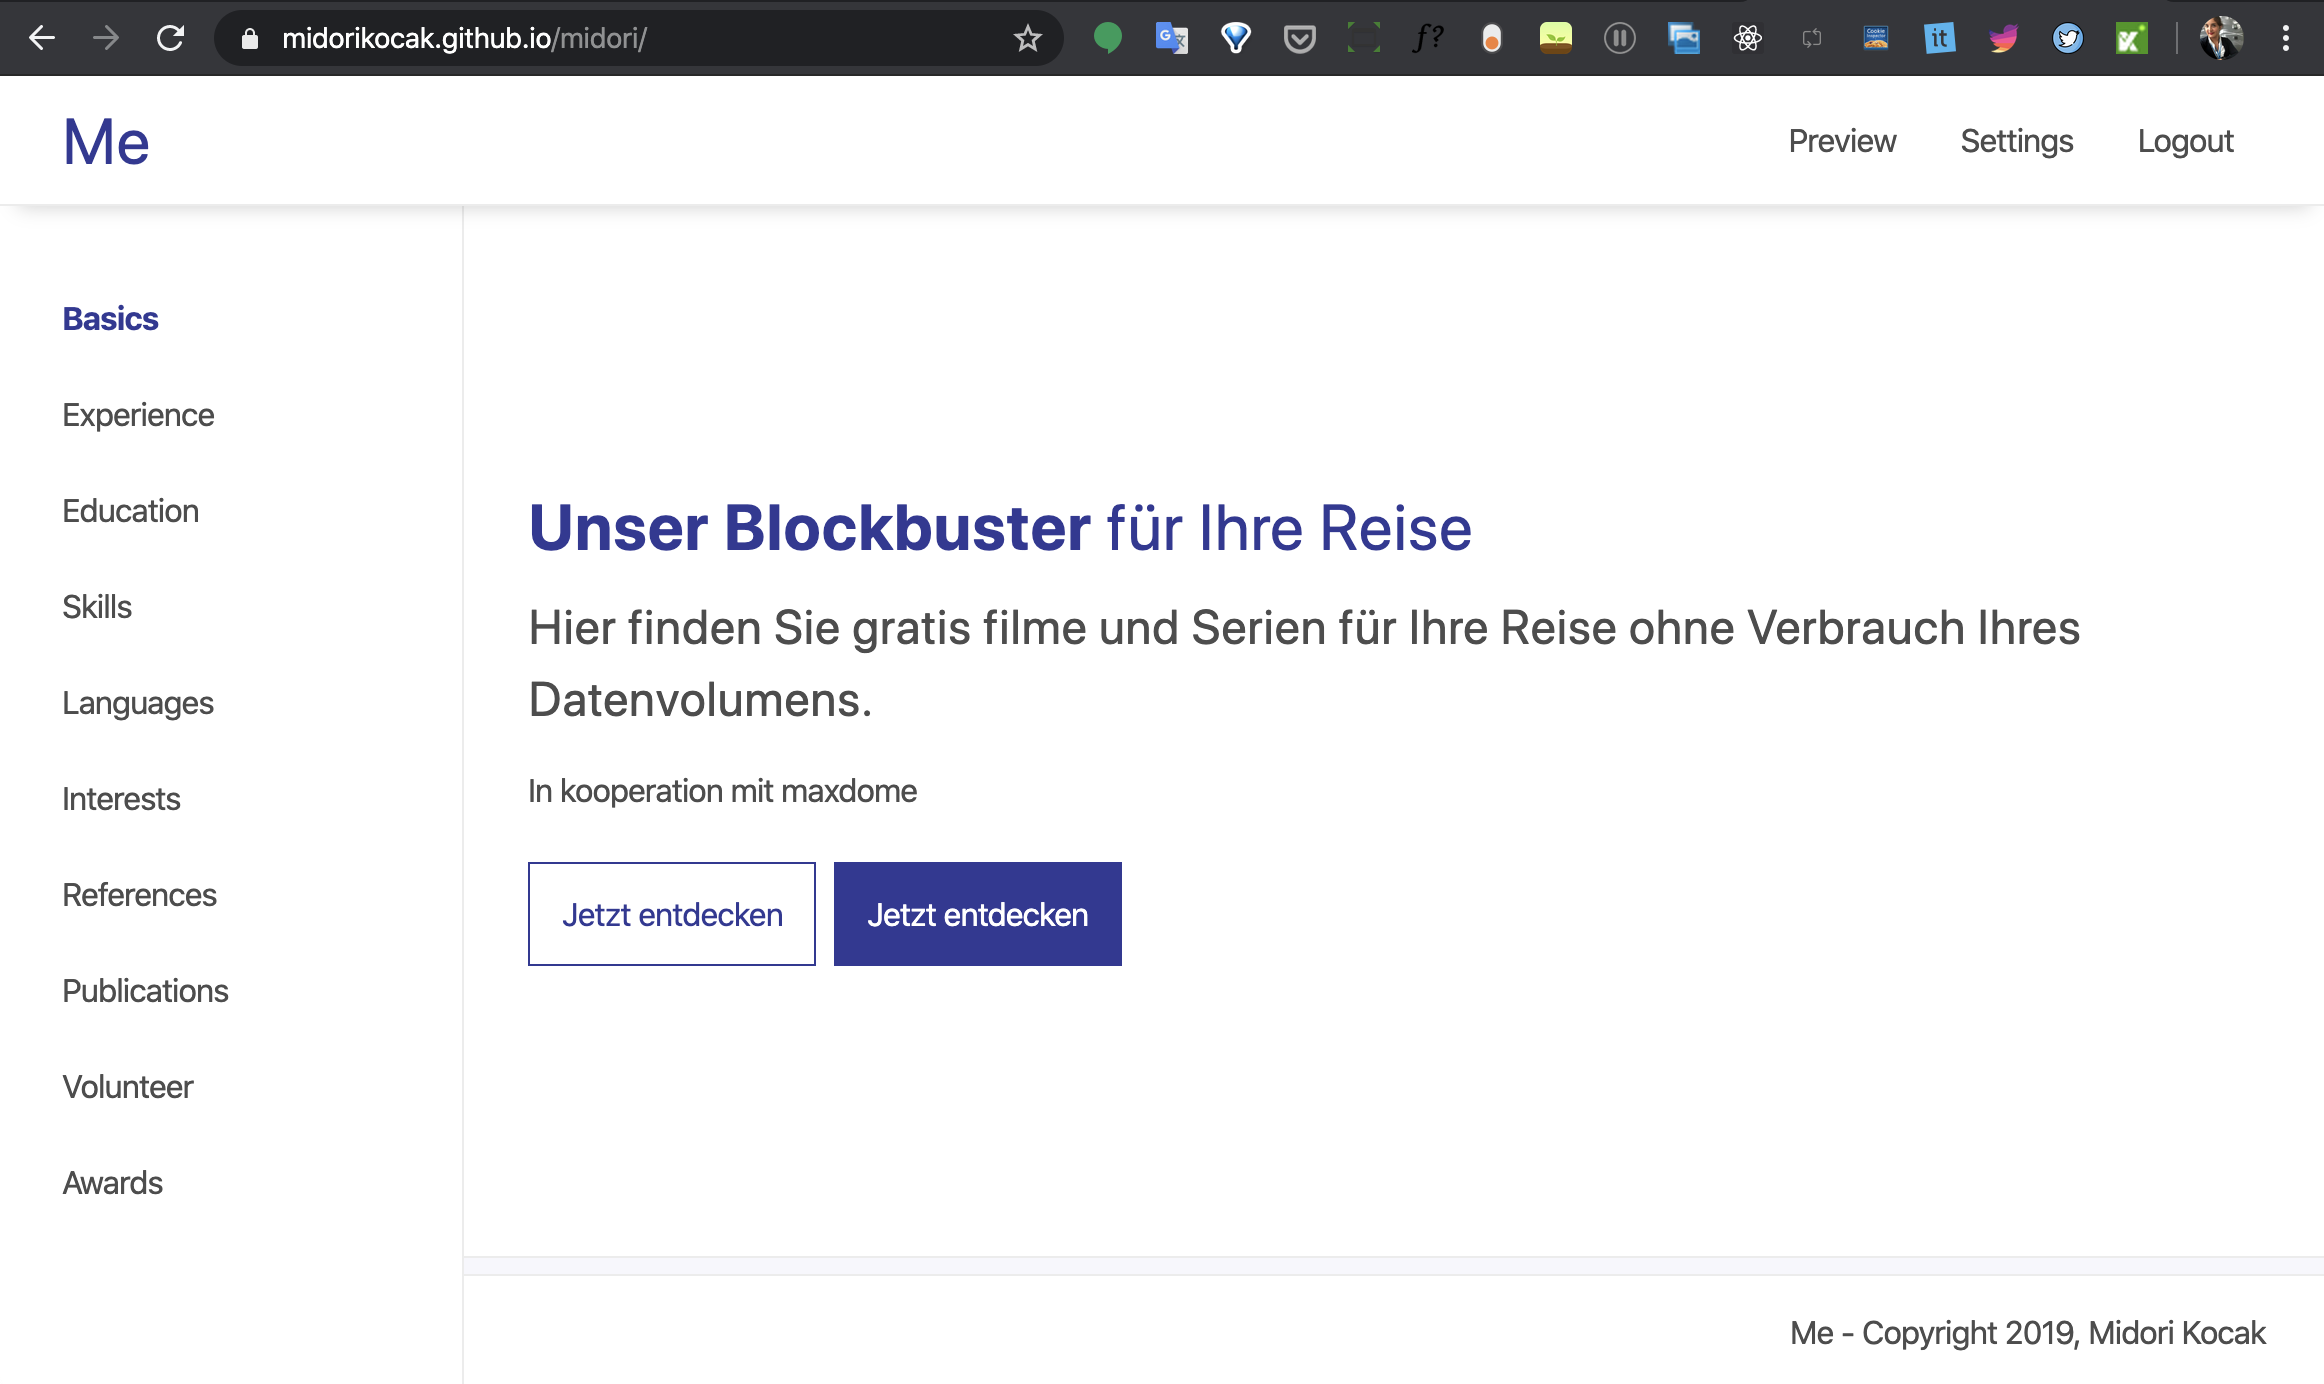 midorikocak.github.io/midori/
f?
it
Me
Preview
Settings
Logout
Basics
Experience
Education
Skills
Languages
Interests
References
Publications
Volunteer
Awards
Unser Blockbuster für Ihre Reise
Hier finden Sie gratis filme und Serien für Ihre Reise ohne Verbrauch Ihres
Datenvolumens.
In kooperation mit maxdome
Jetzt entdecken
Jetzt entdecken
Me - Copyright 2019, Midori Kocak